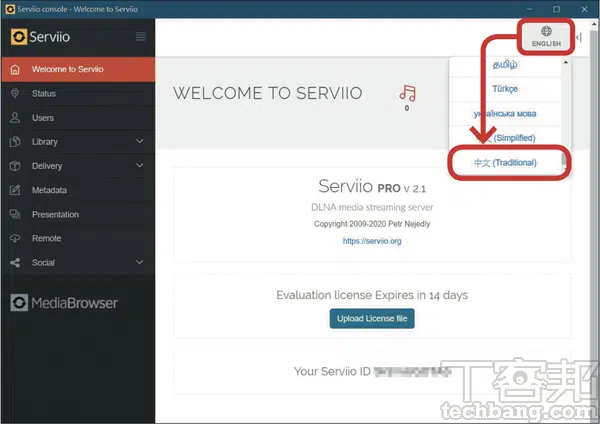 Serviio console - Welcome to Serviio
Serviio
ENGLISH
Welcome to Serviio
Status
Users
Library
Delivery
Metadata
Presentation
Remote
Social
MediaBrowser
WELCOME TO SERVIIO
0
தமிழ்
Türkçe
українська мова
(Simplified)
中文 (Traditional)
Serviio PRO v 2.1
DLNA media streaming server
Copyright 2009-2020 Petr Nejedly
https://serviio.org
Evaluation license Expires in 14 days
Upload License file
Your Serviio ID
T客邦
techbang.com